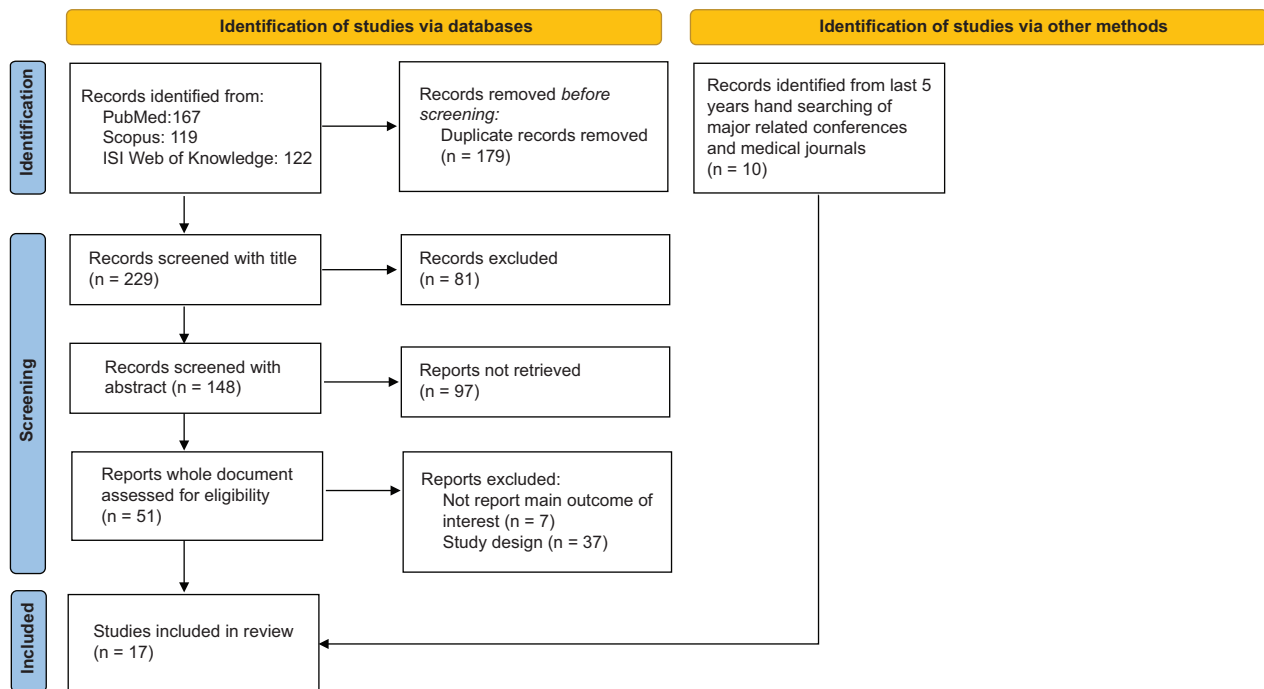 Identification of studies via databases
Identification of studies via other methods
Identification
Records identified from:
PubMed:167
Scopus: 119
ISI Web of Knowledge: 122
Records removed before
screening:
Duplicate records removed
(n = 179)
Records identified from last 5
years hand searching of
major related conferences
and medical journals
(n = 10)
Screening
Records screened with title
(n = 229)
Records excluded
(n = 81)
Records screened with
abstract (n = 148)
Reports not retrieved
(n = 97)
Reports whole document
assessed for eligibility
(n = 51)
Reports excluded:
Not report main outcome of
interest (n = 7)
Study design (n = 37)
Included
Studies included in review
(n = 17)